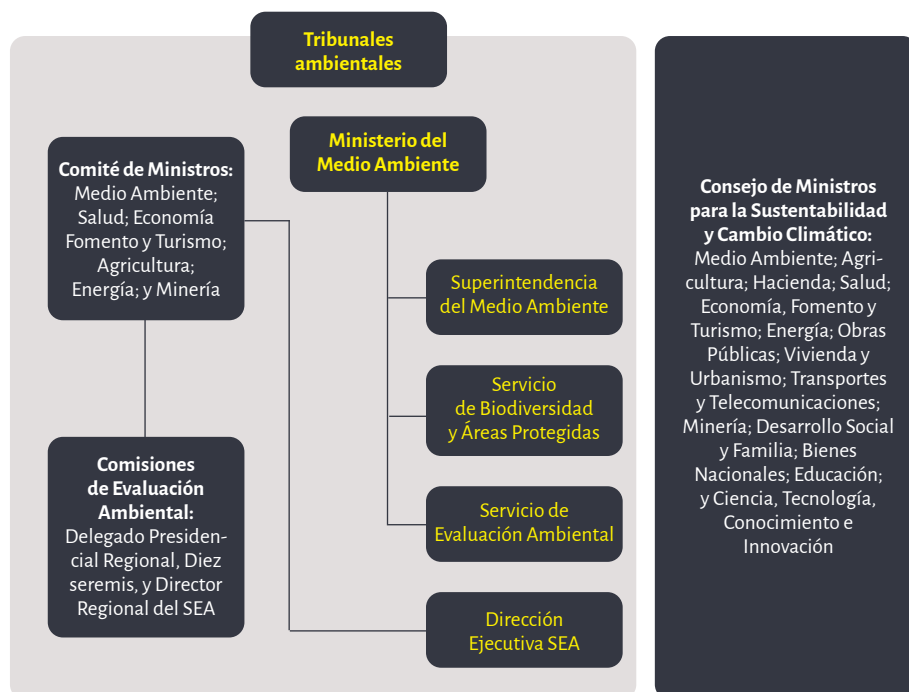 Tribunales
ambientales
Ministerio del
Medio Ambiente
Comité de Ministros:
Medio Ambiente;
Salud; Economía
Fomento y Turismo;
Agricultura;
Energía; y Minería
Superintendencia
del Medio Ambiente
Servicio
de Biodiversidad
y Áreas Protegidas
Comisiones
de Evaluación
Ambiental:
Delegado Presiden-
cial Regional, Diez
seremis, y Director
Regional del SEA
Servicio de
Evaluación Ambiental
Dirección
Ejecutiva SEA
Consejo de Ministros
para la Sustentabilidad
y Cambio Climático:
Medio Ambiente; Agri-
cultura; Hacienda; Salud;
Economía, Fomento y
Turismo; Energía; Obras
Públicas; Vivienda y
Urbanismo; Transportes
y Telecomunicaciones;
Minería; Desarrollo Social
y Familia; Bienes
Nacionales; Educación;
y Ciencia, Tecnología,
Conocimiento e
Innovación